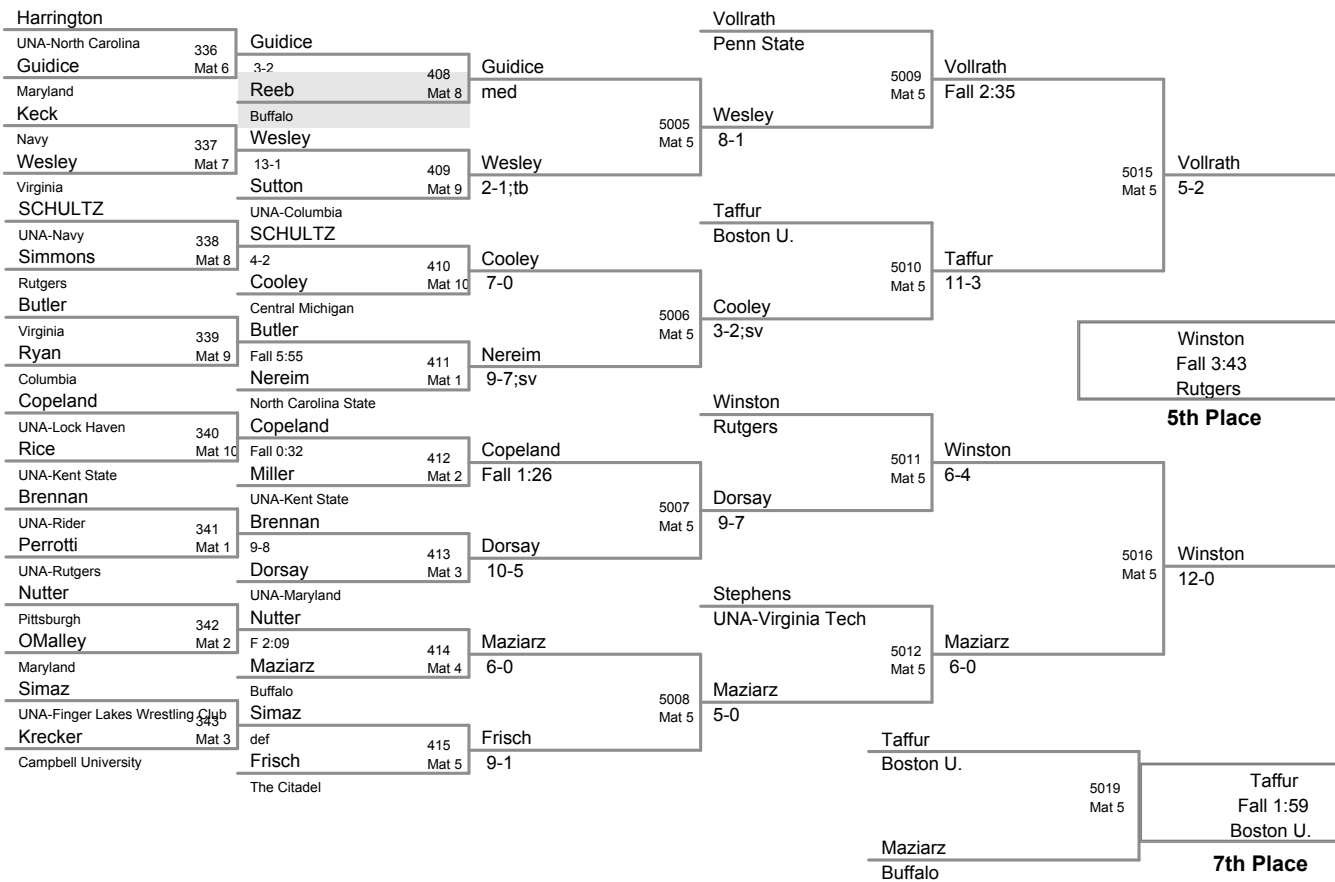 Harrington
UNA-North Carolina
336
Guidice
Mat 6
Maryland
Keck
Navy
337
Wesley
Mat 7
Virginia
SCHULTZ
UNA-Navy
338
Simmons
Mat 8
Rutgers
Butler
Virginia
339
Ryan
Mat 9
Columbia
Copeland
UNA-Lock Haven
340
Rice
Mat 10
UNA-Kent State
Brennan
UNA-Rider
341
Perrotti
Mat 1
UNA-Rutgers
Nutter
Pittsburgh
342
OMalley
Mat 2
Maryland
Simaz
UNA-Finger Lakes Wrestling Club
343
Krecker
Mat 3
Campbell University
Guidice
3-2
408
Reeb
Mat 8
Buffalo
Wesley
13-1
409
Sutton
Mat 9
UNA-Columbia
SCHULTZ
4-2
410
Cooley
Mat 10
Central Michigan
Butler
Fall 5:55
411
Nereim
Mat 1
North Carolina State
Copeland
Fall 0:32
412
Miller
Mat 2
UNA-Kent State
Brennan
9-8
413
Dorsay
Mat 3
UNA-Maryland
Nutter
F 2:09
414
Maziarz
Mat 4
Buffalo
Simaz
def
415
Frisch
Mat 5
The Citadel
Guidice
med
5005
Mat 5
Wesley
2-1;tb
Cooley
7-0
5006
Mat 5
Nereim
9-7;sv
Copeland
Fall 1:26
5007
Mat 5
Dorsay
10-5
Maziarz
6-0
5008
Mat 5
Frisch
9-1
Vollrath
Penn State
5009
Mat 5
Wesley
8-1
Taffur
Boston U.
5010
Mat 5
Cooley
3-2;sv
Winston
Rutgers
5011
Mat 5
Dorsay
9-7
Stephens
UNA-Virginia Tech
5012
Mat 5
Maziarz
5-0
Vollrath
Fall 2:35
5015
Mat 5
Taffur
11-3
Winston
6-4
5016
Mat 5
Maziarz
6-0
Vollrath
5-2
Winston
Fall 3:43
Rutgers
5th Place
Winston
12-0
Taffur
Boston U.
5019
Mat 5
Maziarz
Buffalo
Taffur
Fall 1:59
Boston U.
7th Place